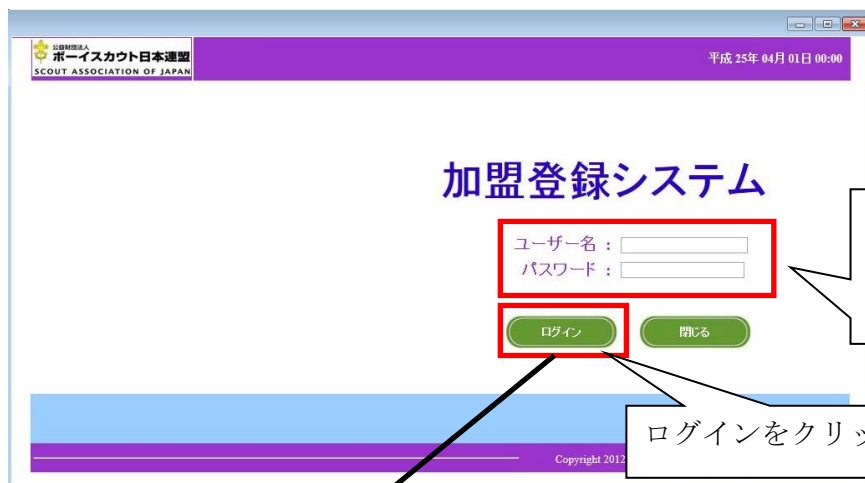 公益財団法人
ボーイスカウト日本連盟
SCOUT ASSOCIATION OF JAPAN
平成 25年 04月 01日 00:00
加盟登録システム
ユーザー名 :
パスワード :
ログイン
閉じる
ログインをクリッ
Copyright 2012